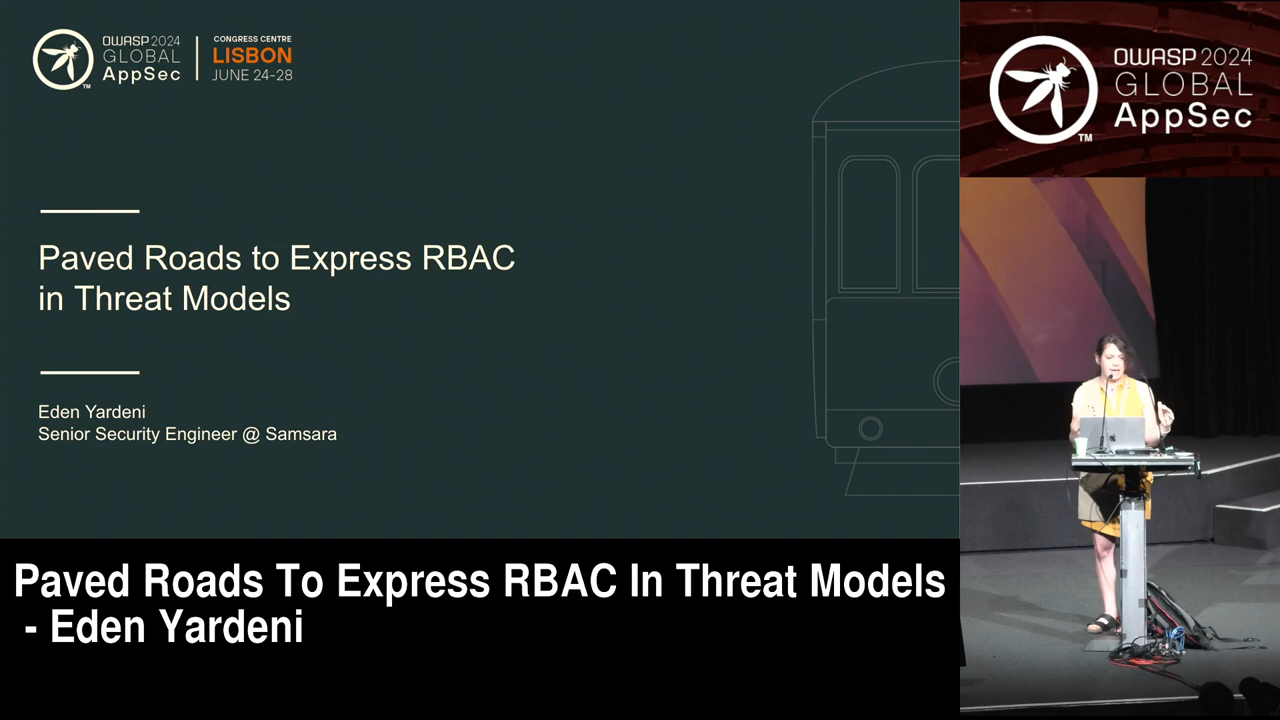 OWASP 2024
GLOBAL
AppSec
TM
CONGRESS CENTRE
LISBON
JUNE 24-28
Paved Roads to Express RBAC
in Threat Models
Eden Yardeni
Senior Security Engineer @ Samsara
OWASP 2024
GLOBAL
AppSec
TM
Paved Roads To Express RBAC In Threat Models
- Eden Yardeni